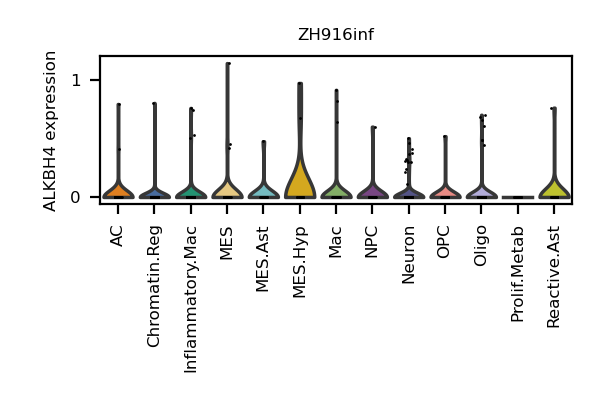 ZH916inf
ALKBH4 expression
1
0
AC
Chromatin.Reg
Inflammatory.Mac
MES
MES.Ast
MES.Hyp
Mac
NPC
Neuron
OPC
Oligo
Prolif.Metab
Reactive.Ast